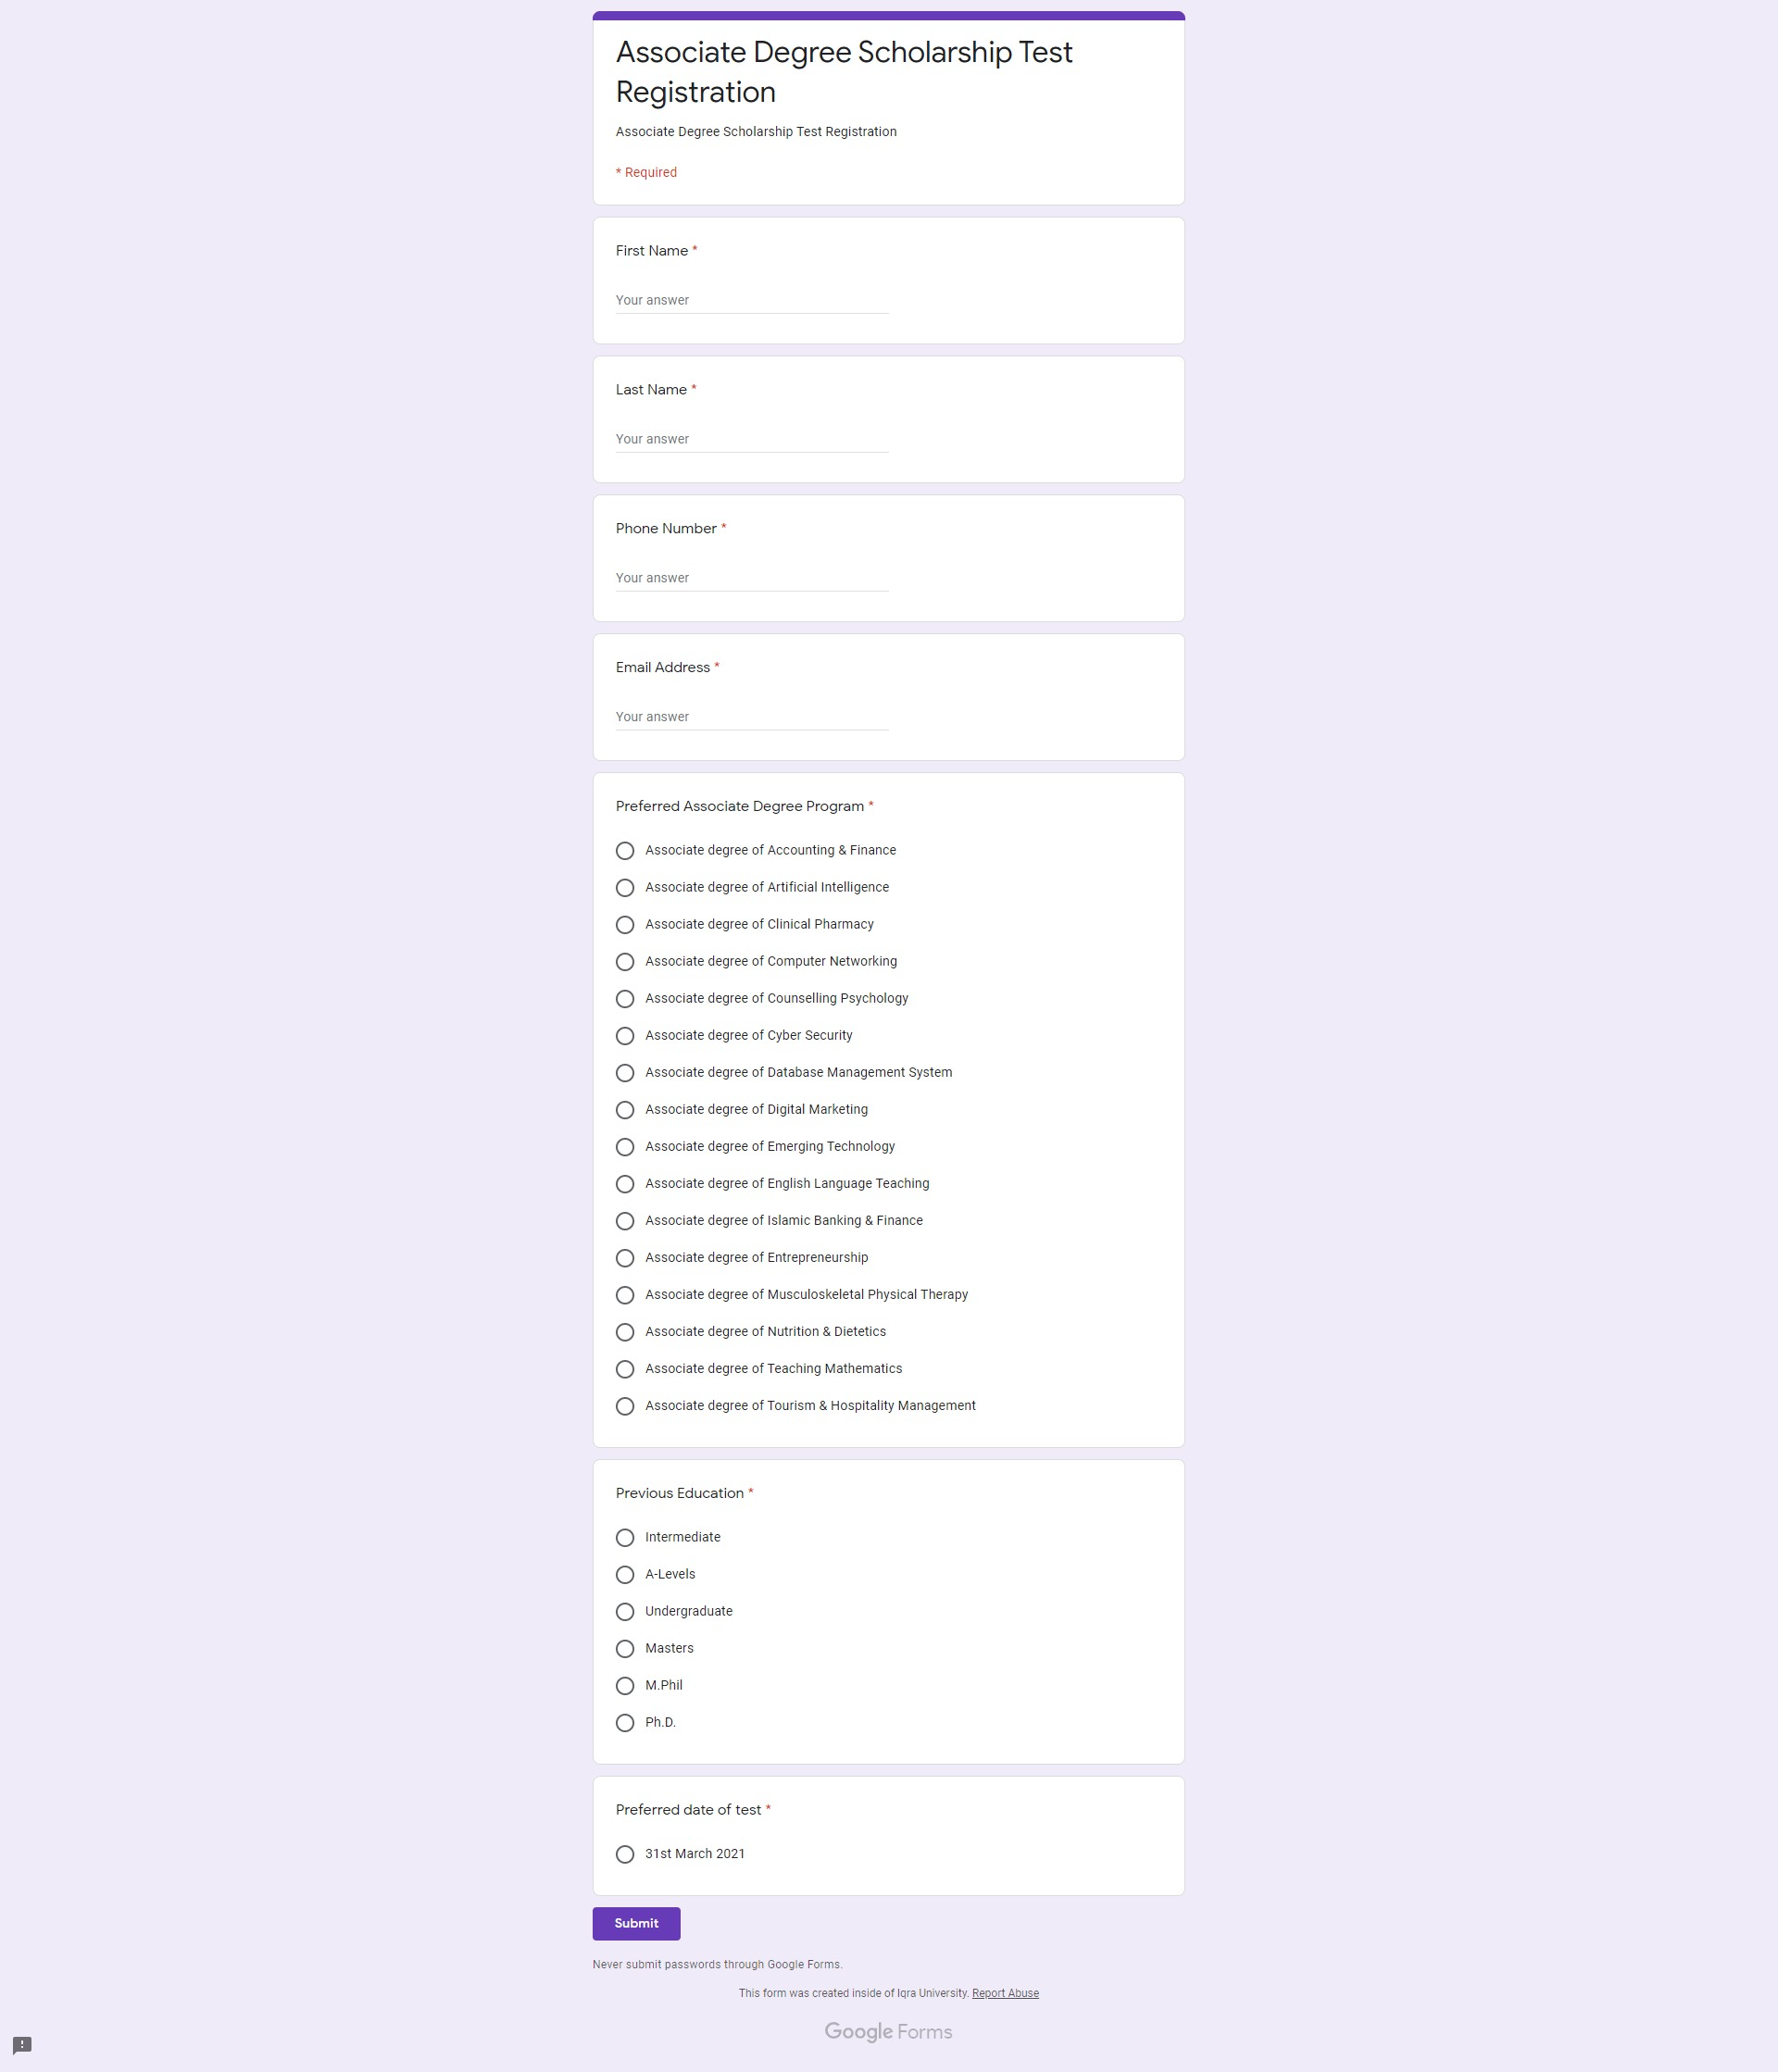 Associate Degree Scholarship Test
Registration
Associate Degree Scholarship Test Registration
* Required
First Name *
Your answer
Last Name *
Your answer
Phone Number *
Your answer
Email Address *
Your answer
Preferred Associate Degree Program *
Associate degree of Accounting & Finance
Associate degree of Artificial Intelligence
Associate degree of Clinical Pharmacy
Associate degree of Computer Networking
Associate degree of Counselling Psychology
Associate degree of Cyber Security
Associate degree of Database Management System
Associate degree of Digital Marketing
Associate degree of Emerging Technology
Associate degree of English Language Teaching
Associate degree of Islamic Banking & Finance
Associate degree of Entrepreneurship
Associate degree of Musculoskeletal Physical Therapy
Associate degree of Nutrition & Dietetics
Associate degree of Teaching Mathematics
Associate degree of Tourism & Hospitality Management
Previous Education *
Intermediate
A-Levels
Undergraduate
Masters
M.Phil
Ph.D.
Preferred date of test *
31st March 2021
Submit
Never submit passwords through Google Forms.
This form was created inside of Iqra University. Report Abuse
Google Forms